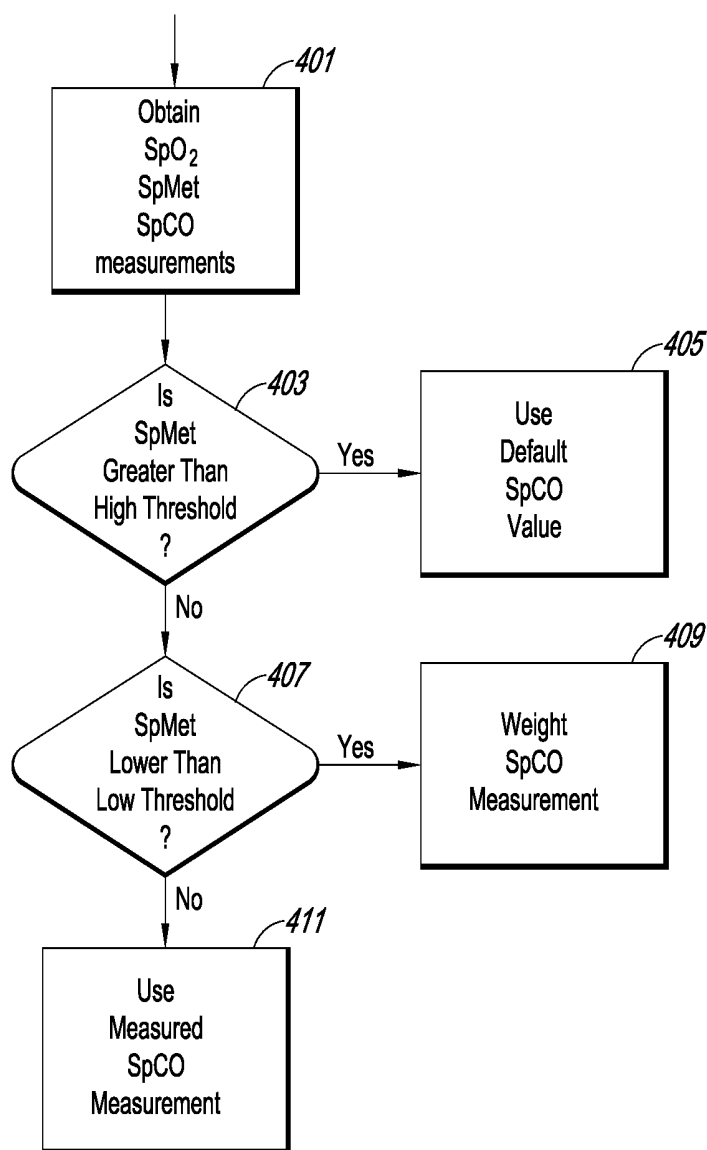 401
Obtain
SpO₂
SpMet
SpCO
measurements
403
Is
SpMet
Greater Than
High Threshold
?
Yes
405
Use
Default
SpCO
Value
No
407
Is
SpMet
Lower Than
Low Threshold
?
Yes
409
Weight
SpCO
Measurement
No
411
Use
Measured
SpCO
Measurement